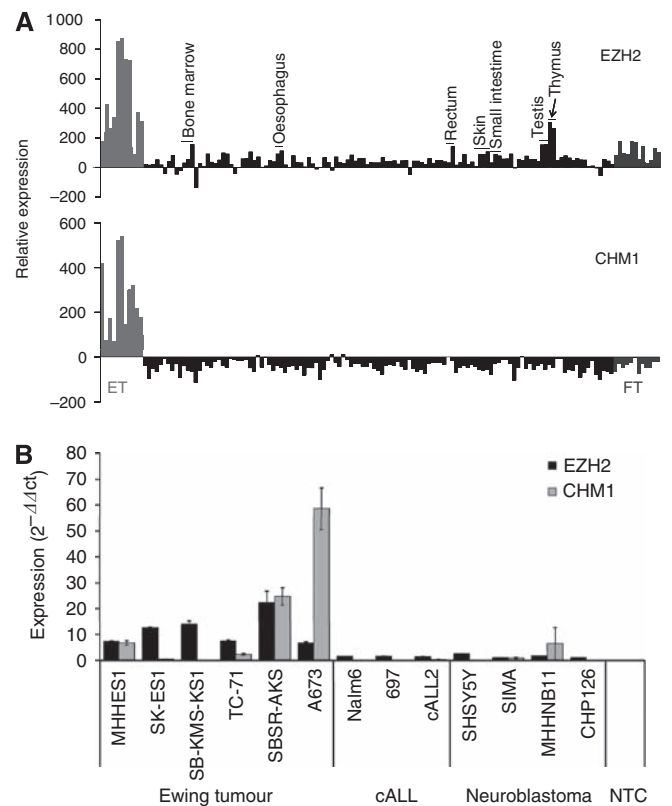 A
1000
800
600
400
200
0
−200
EZH2
Bone marrow
Oesophagus
Rectum
Skin
Small intestime
Testis
Thymus
Relative expression
600
400
200
0
−200
CHM1
ET
FT
B
80
70
60
50
40
30
20
10
0
Expression (2^−ΔΔct)
EZH2
CHM1
MHHES1
SK-ES1
SB-KMS-KS1
TC-71
SBSR-AKS
A673
Nalm6
697
cALL2
SHSY5Y
SIMA
MHHNB11
CHP126
Ewing tumour
cALL
Neuroblastoma
NTC